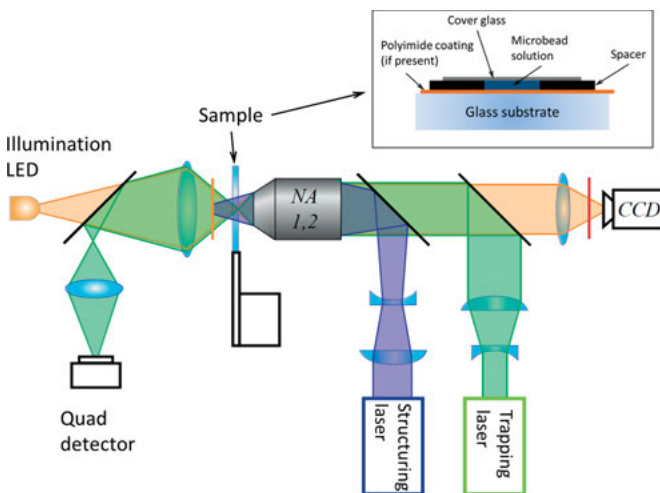 Cover glass
Polyimide coating
(if present)
Microbead
solution
Spacer
Glass substrate
Sample
Illumination
LED
NA
1,2
CCD
Quad
detector
Structuring
laser
Trapping
laser